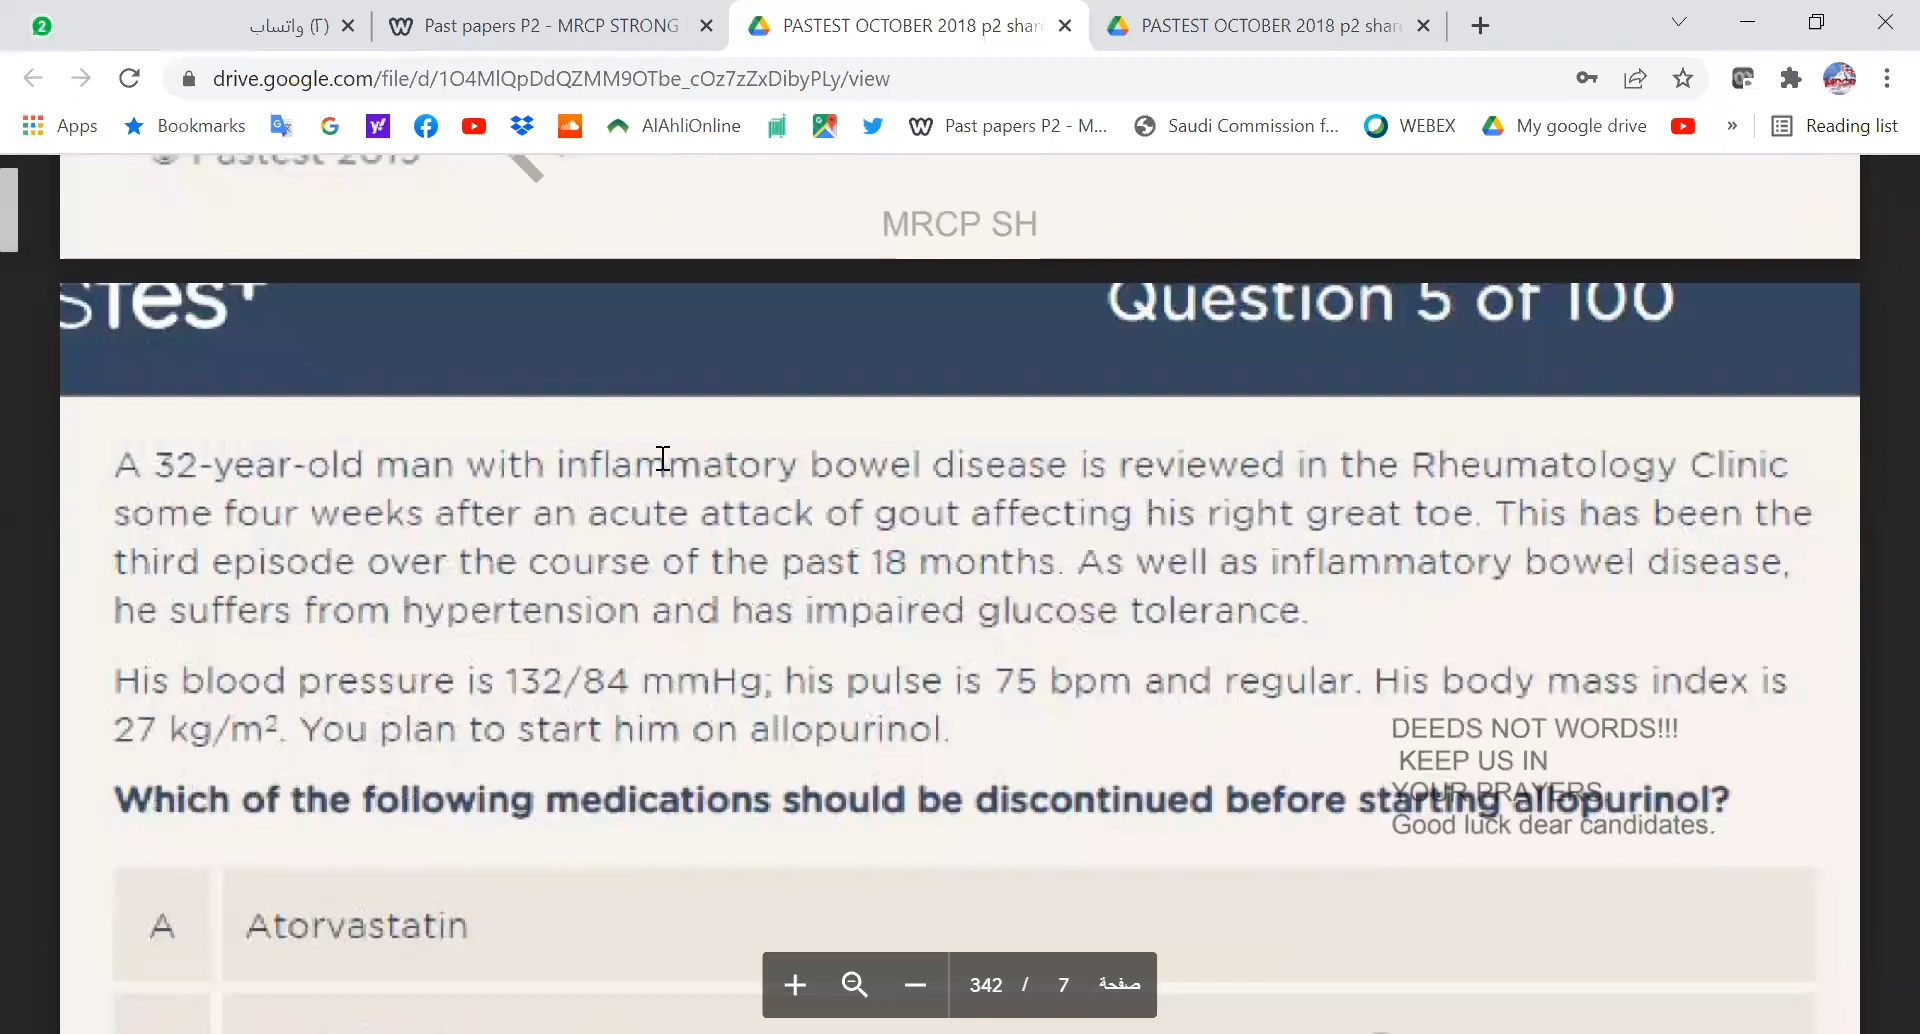 2
واتساب (٢)
Past papers P2 - MRCP STRONG
PASTEST OCTOBER 2018 p2 shar
PASTEST OCTOBER 2018 p2 shar
drive.google.com/file/d/1O4MlQpDdQZMM9OTbe_cOz7zZxDibyPLy/view
Apps
Bookmarks
AlAhliOnline
Past papers P2 - M...
Saudi Commission f...
WEBEX
My google drive
»
Reading list
© Pastest 2019
MRCP SH
sTest
Question 5 of 100
A 32-year-old man with inflammatory bowel disease is reviewed in the Rheumatology Clinic
some four weeks after an acute attack of gout affecting his right great toe. This has been the
third episode over the course of the past 18 months. As well as inflammatory bowel disease,
he suffers from hypertension and has impaired glucose tolerance.
His blood pressure is 132/84 mmHg; his pulse is 75 bpm and regular. His body mass index is
27 kg/m². You plan to start him on allopurinol.
DEEDS NOT WORDS!!!
KEEP US IN
YOUR PRAYERS
Good luck dear candidates.
Which of the following medications should be discontinued before starting allopurinol?
A Atorvastatin
342 / 7 صفحة